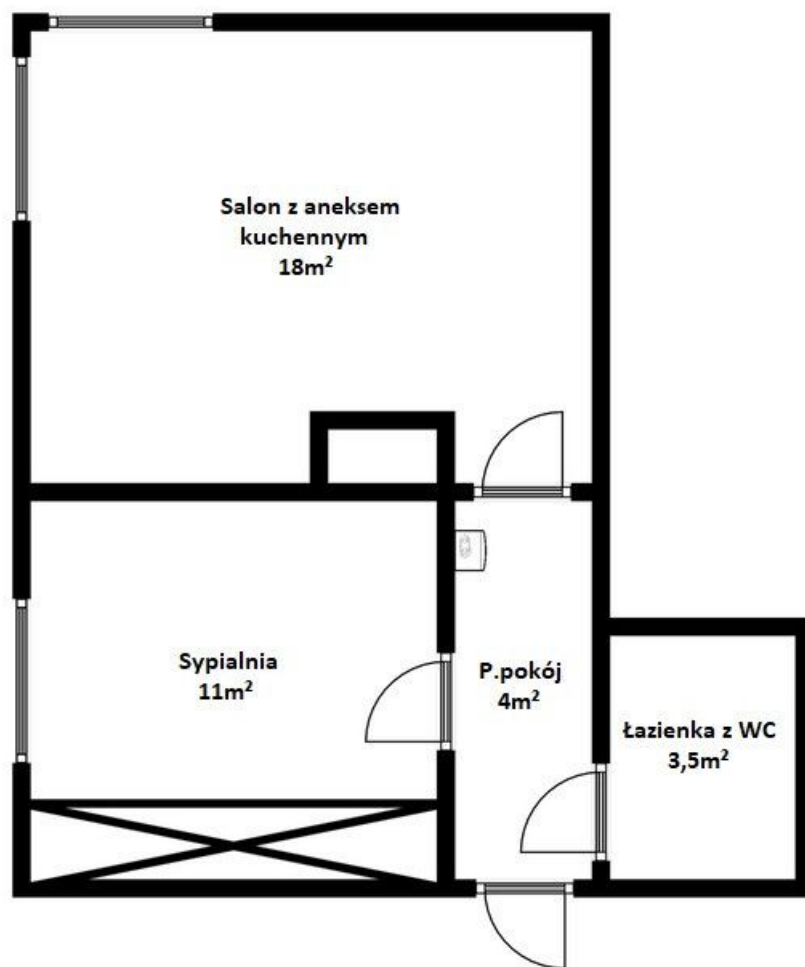 Salon z aneksem
kuchennym
18m²
Sypialnia
11m²
P.pokój
4m²
Łazienka z WC
3,5m²